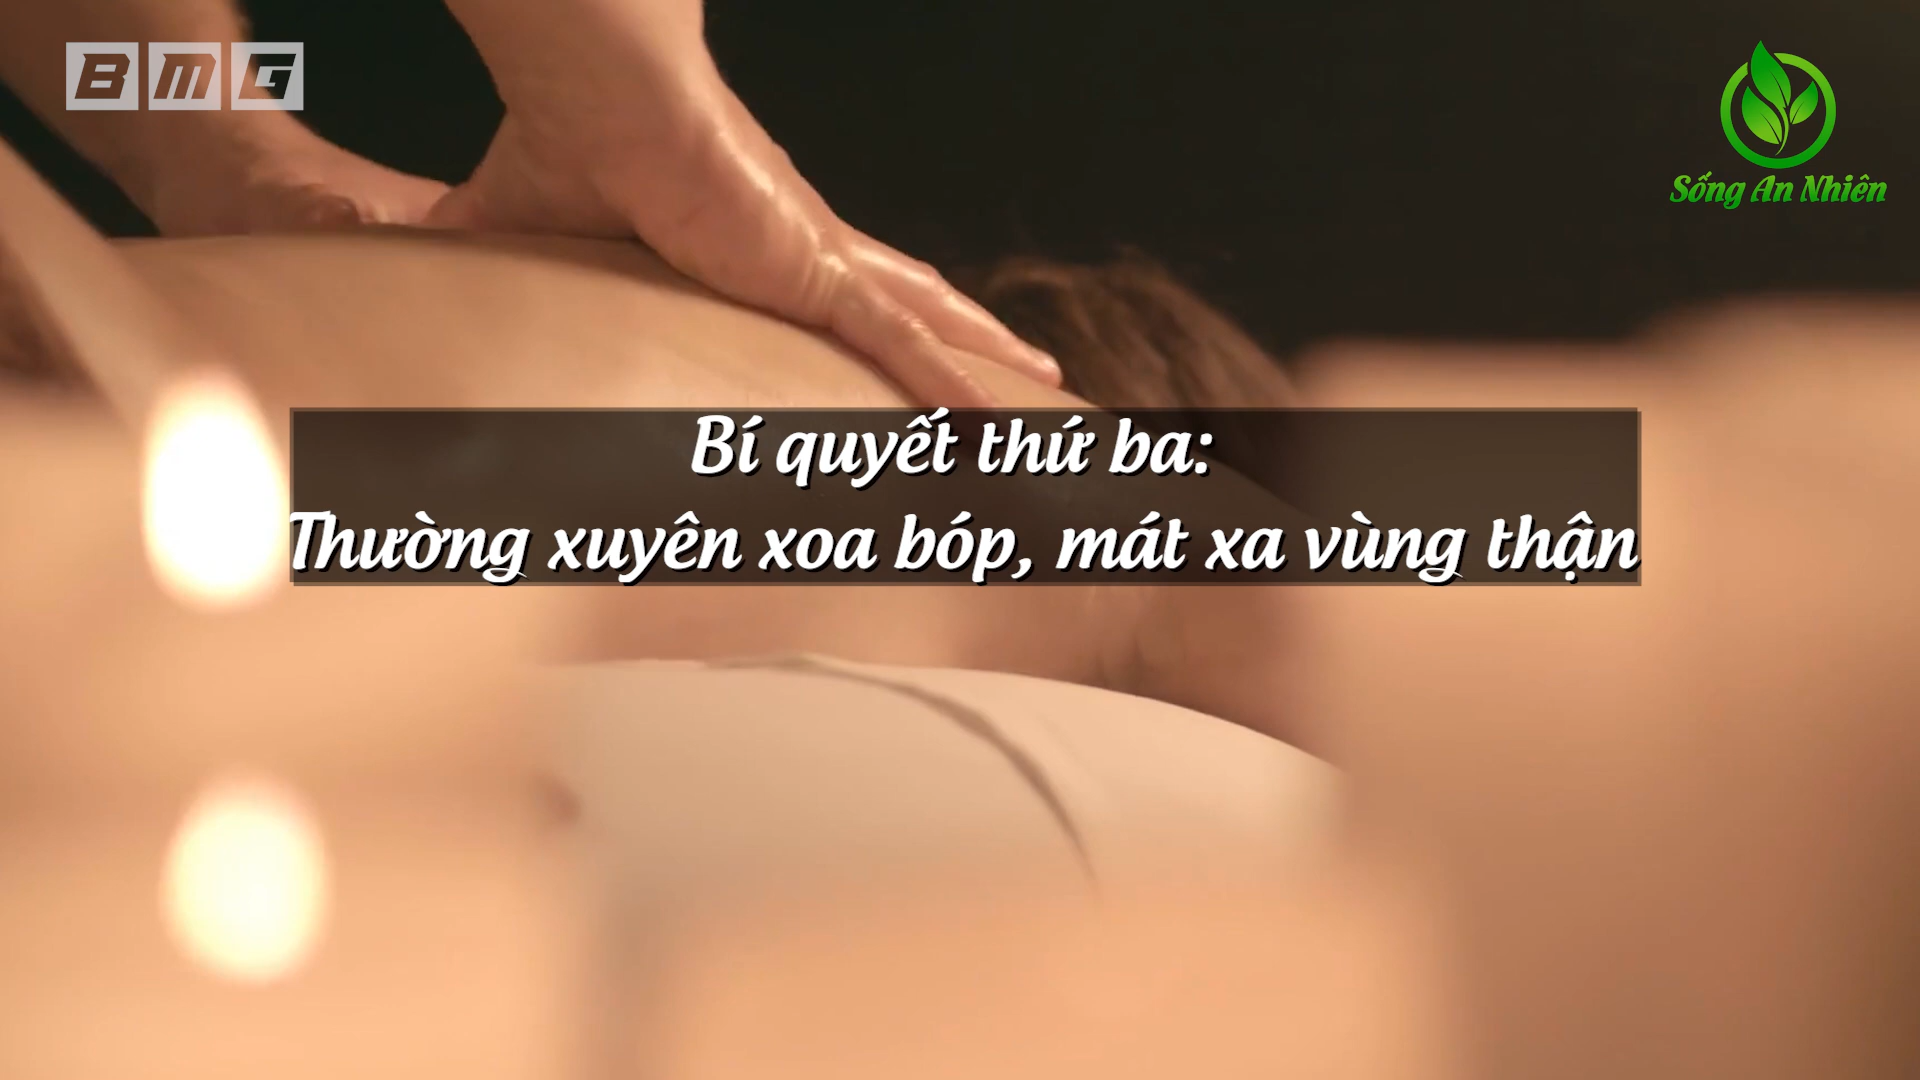 BMG
Sống An Nhiên
Bí quyết thứ ba:
Thường xuyên xoa bóp, mát xa vùng thận